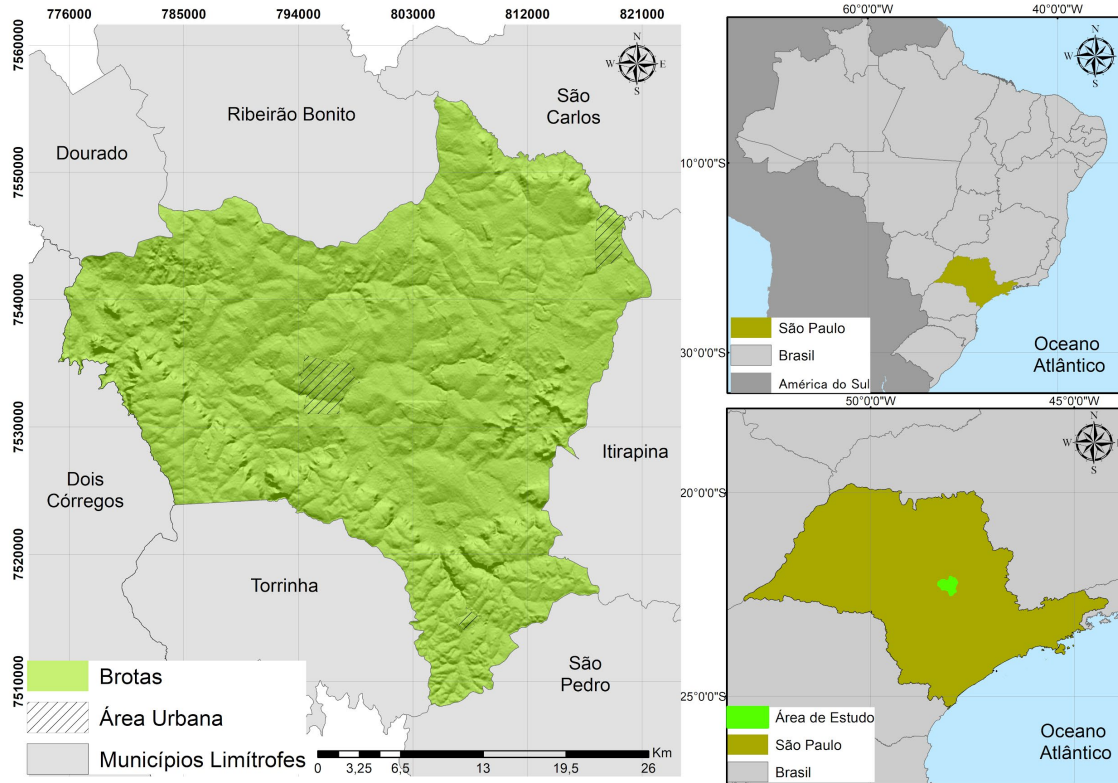 776000 785000 794000 803000 812000 821000
7560000
7550000
7540000
7530000
7520000
7510000
N
W E
S
Ribeirão Bonito
São
Carlos
Dourado
Itirapina
Dois
Córregos
Torrinha
São
Pedro
Brotas
Área Urbana
Municípios Limítrofes
Km
0 3,25 6,5 13 19,5 26
60°0'0"W 40°0'0"W
N
W
S
10°0'0"S
30°0'0"S
São Paulo
Brasil
América do Sul
Oceano
Atlântico
50°0'0"W 45°0'0"W
N
W
S
20°0'0"S
25°0'0"S
Área de Estudo
São Paulo
Brasil
Oceano
Atlântico